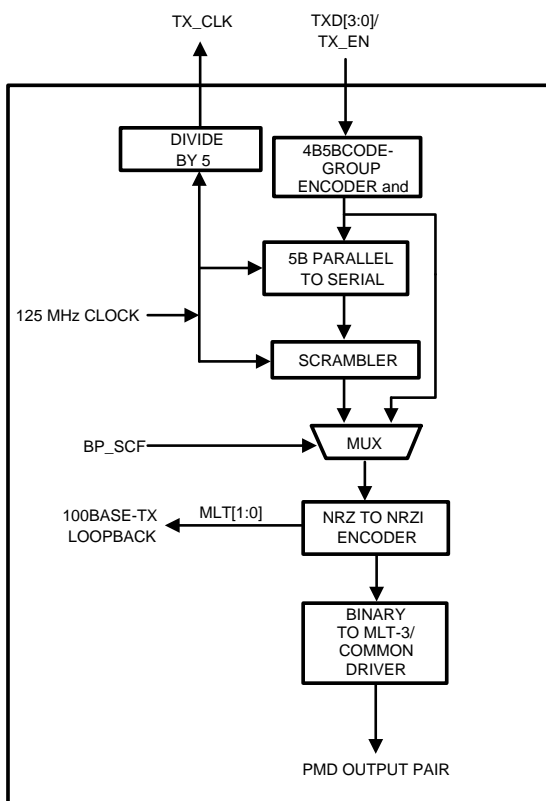 TX_CLK
TXD[3:0]/
TX_EN
DIVIDE
BY 5
4B5BCODE-
GROUP
ENCODER and
5B PARALLEL
TO SERIAL
125 MHz CLOCK
SCRAMBLER
BP_SCF
MUX
100BASE-TX
LOOPBACK
MLT[1:0]
NRZ TO NRZI
ENCODER
BINARY
TO MLT-3/
COMMON
DRIVER
PMD OUTPUT PAIR